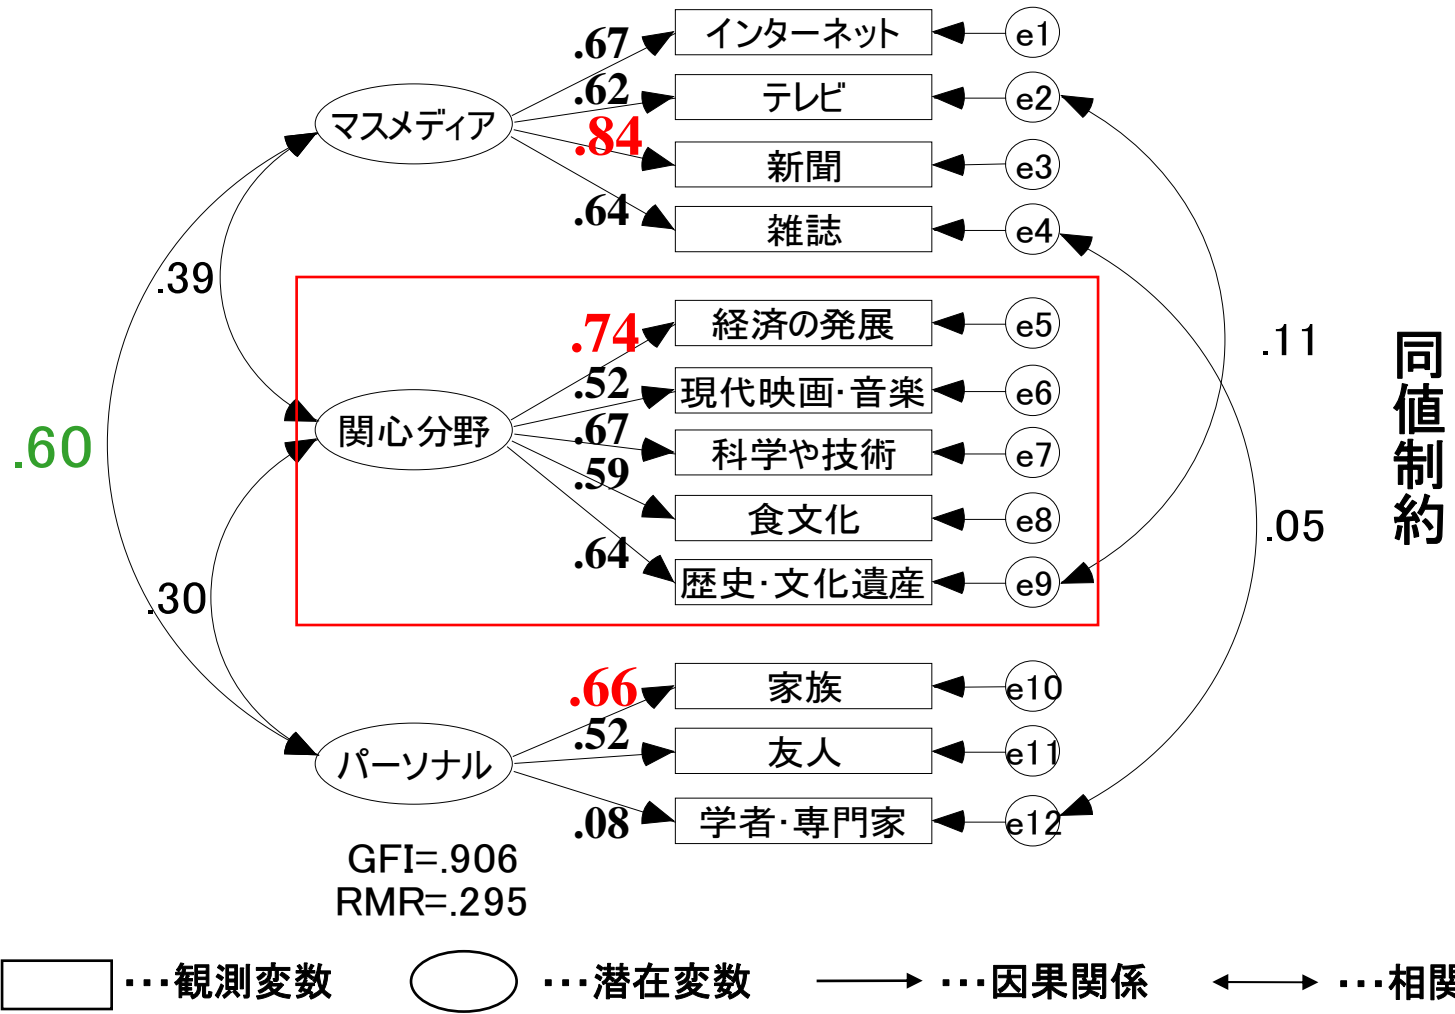 .67
インターネット
e1
.62
テレビ
e2
マスメディア
.84
新聞
e3
.64
雑誌
e4
.39
.74
経済の発展
e5
.11
.52
現代映画・音楽
e6
関心分野
.67
科学や技術
e7
.60
.59
食文化
e8
.05
.64
歴史・文化遺産
e9
.30
同値制約
.66
家族
e10
.52
友人
e11
パーソナル
.08
学者・専門家
e12
GFI=.906
RMR=.295
…観測変数
…潜在変数
…因果関係
…相関